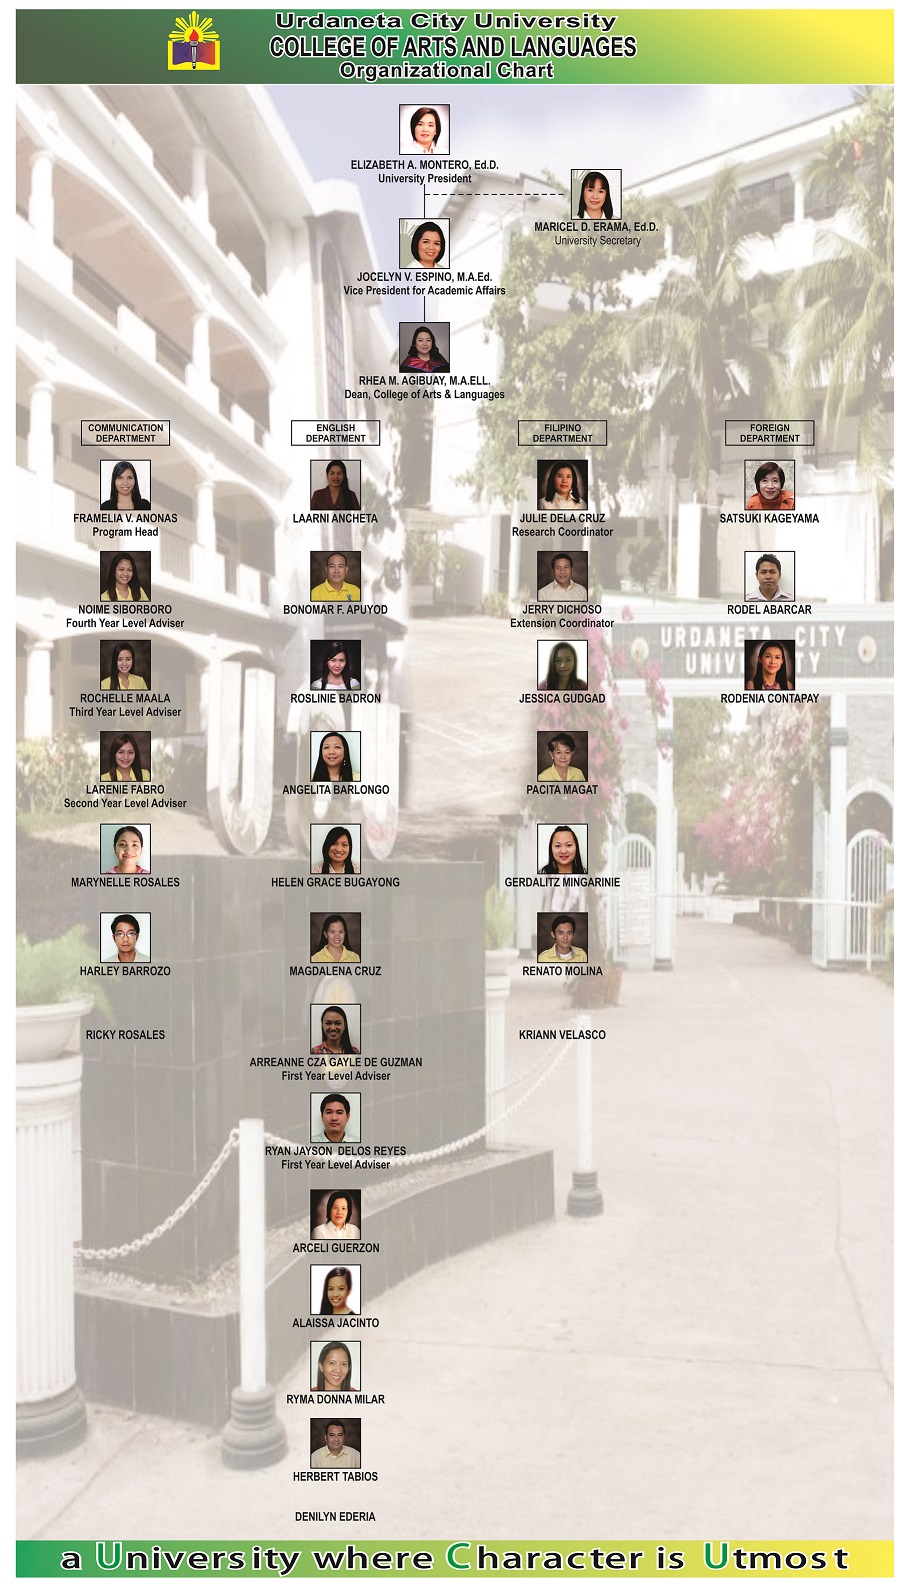 Urdaneta City University
COLLEGE OF ARTS AND LANGUAGES
Organizational Chart
ELIZABETH A. MONTERO, Ed.D.
University President
MARICEL D. ERAMA, Ed.D.
University Secretary
JOCELYN V. ESPINO, M.A.Ed.
Vice President for Academic Affairs
RHEA M. AGIBUAY, M.A.ELL.
Dean, College of Arts & Languages
COMMUNICATION
DEPARTMENT
FRAMELIA V. ANONAS
Program Head
NOIME SIBORBORO
Fourth Year Level Adviser
ROCHELLE MAALA
Third Year Level Adviser
LARENIE FABRO
Second Year Level Adviser
MARYNELLE ROSALES
HARLEY BARROZO
RICKY ROSALES
ENGLISH
DEPARTMENT
LAARNI ANCHETA
BONOMAR F. APUYOD
ROSLINIE BADRON
ANGELITA BARLONGO
HELEN GRACE BUGAYONG
MAGDALENA CRUZ
ARREANNE CZA GAYLE DE GUZMAN
First Year Level Adviser
RYAN JAYSON DELOS REYES
First Year Level Adviser
ARCELI GUERZON
ALAISSA JACINTO
RYMA DONNA MILAR
HERBERT TABIOS
DENILYN EDERIA
FILIPINO
DEPARTMENT
JULIE DELA CRUZ
Research Coordinator
JERRY DICHOSO
Extension Coordinator
JESSICA GUDGAD
PACITA MAGAT
GERDALITZ MINGARINIE
RENATO MOLINA
KRIANN VELASCO
FOREIGN
DEPARTMENT
SATSUKI KAGEYAMA
RODEL ABARCAR
RODENIA CONTAPAY
URDANETA CITY
a University where Character is Utmost